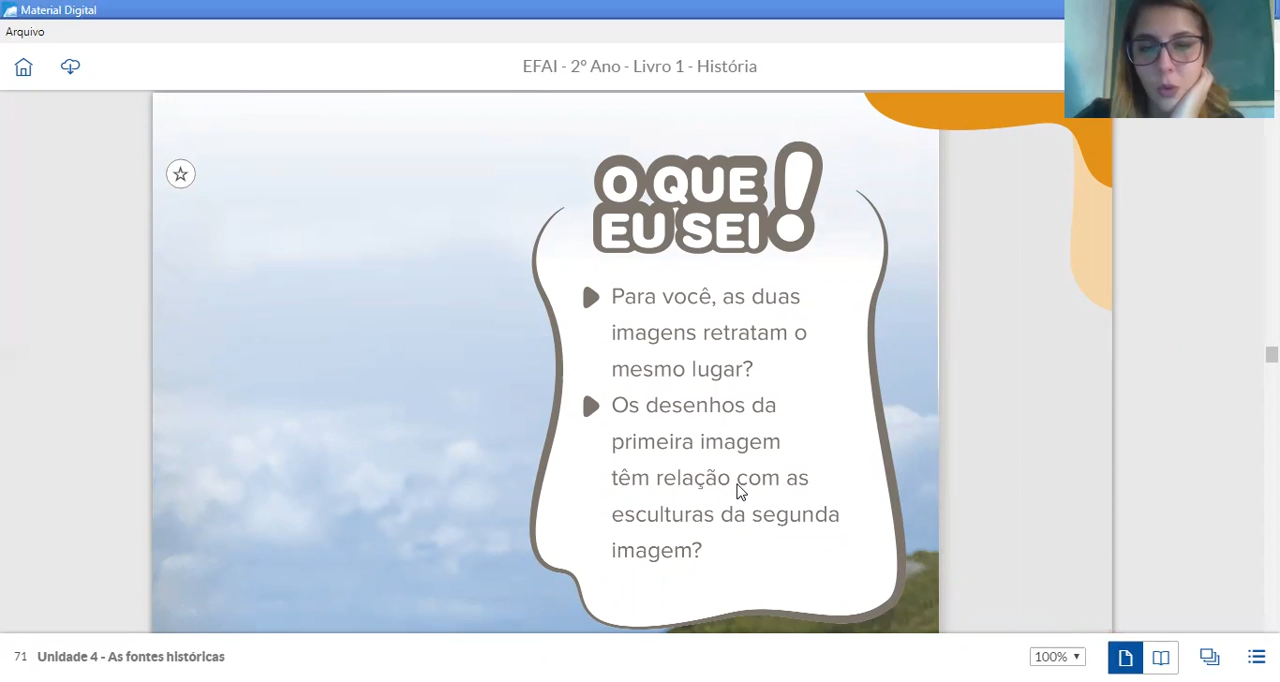 Material Digital
Arquivo
EFAI - 2º Ano - Livro 1 - História
O QUE
EU SEI!
Para você, as duas
imagens retratam o
mesmo lugar?
Os desenhos da
primeira imagem
têm relação com as
esculturas da segunda
imagem?
71 Unidade 4 - As fontes históricas
100%